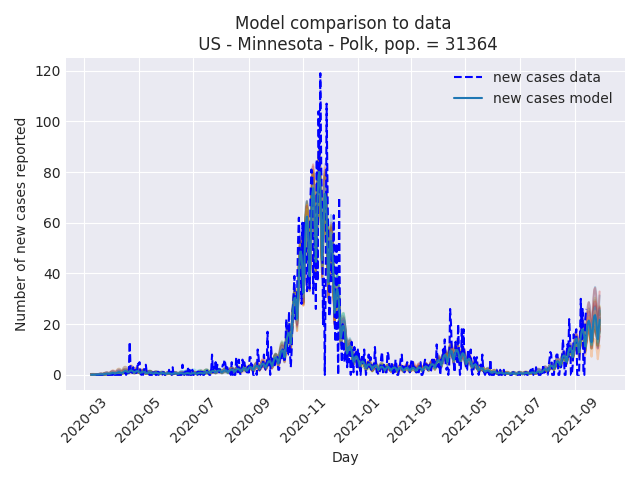 Model comparison to data
US - Minnesota - Polk, pop. = 31364
new cases data
new cases model
Number of new cases reported
120
100
80
60
40
20
0
2020-03
2020-05
2020-07
2020-09
2020-11
2021-01
2021-03
2021-05
2021-07
2021-09
Day